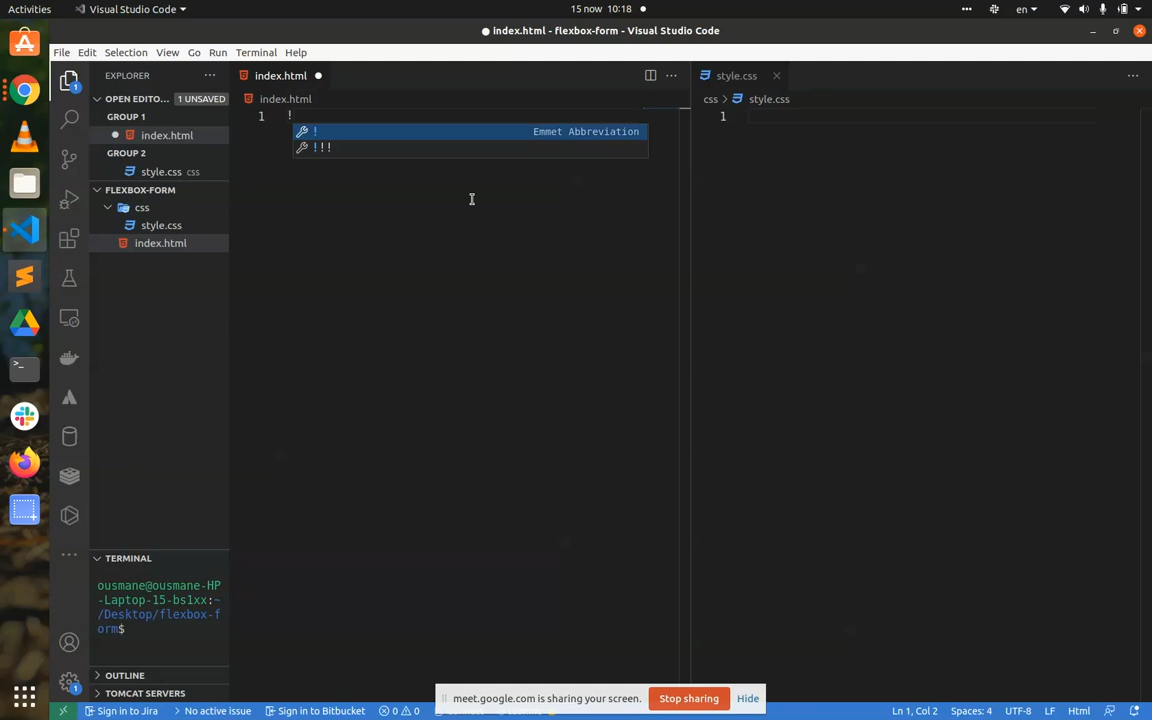 Activities
Visual Studio Code
15 now 10:18
en
index.html - flexbox-form - Visual Studio Code
File Edit Selection View Go Run Terminal Help
EXPLORER
index.html
style.css
OPEN EDITO... 1 UNSAVED
index.html
css > style.css
GROUP 1
1
!
1
index.html
!
Emmet Abbreviation
!!!
GROUP 2
style.css css
FLEXBOX-FORM
css
style.css
index.html
TERMINAL
ousmane@ousmane-HP
-Laptop-15-bs1xx:~
/Desktop/flexbox-f
orm$
OUTLINE
TOMCAT SERVERS
meet.google.com is sharing your screen.
Stop sharing
Hide
Sign in to Jira
No active issue
Sign in to Bitbucket
0
0
Ln 1, Col 2
Spaces: 4
UTF-8
LF
Html